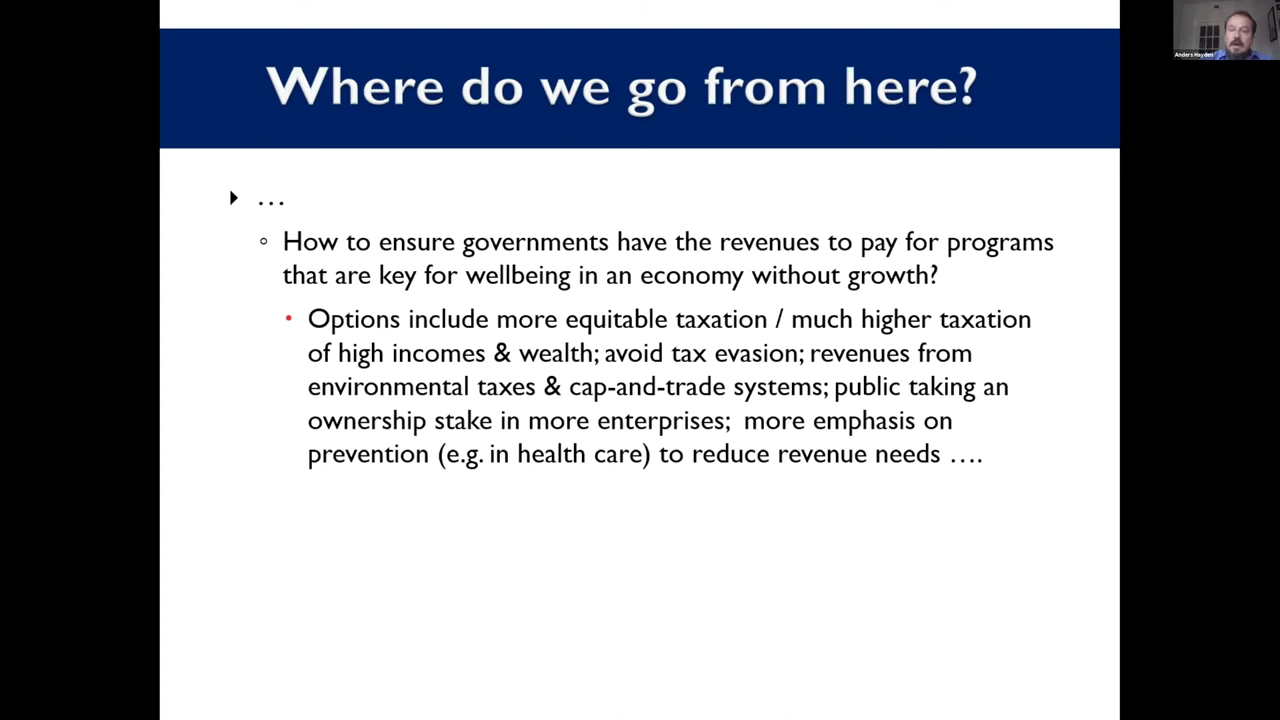 Where do we go from here?
Anders Hayden
…
How to ensure governments have the revenues to pay for programs
that are key for wellbeing in an economy without growth?
Options include more equitable taxation / much higher taxation
of high incomes & wealth; avoid tax evasion; revenues from
environmental taxes & cap-and-trade systems; public taking an
ownership stake in more enterprises;  more emphasis on
prevention (e.g. in health care) to reduce revenue needs ….